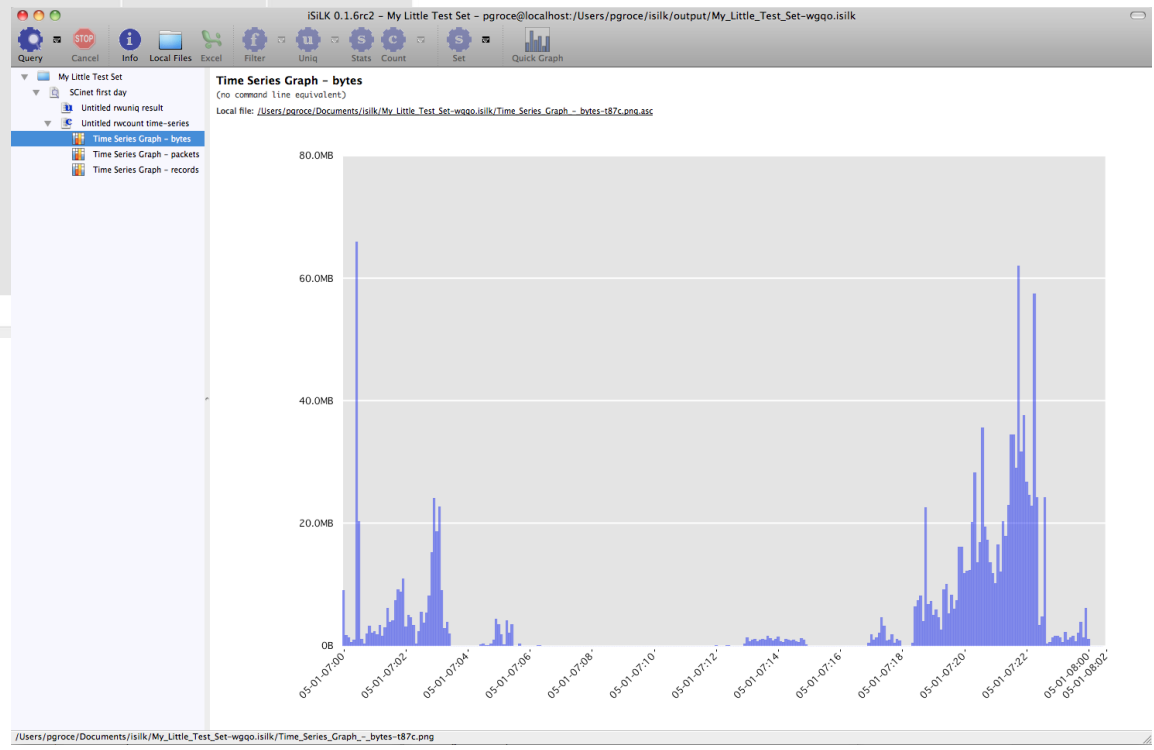 iSiLK 0.1.6rc2 - My Little Test Set - pgroce@localhost:/Users/pgroce/isilk/output/My_Little_Test_Set-wgqo.isilk
STOP
Query Cancel Info Local Files Excel Filter Uniq Stats Count Set Quick Graph
My Little Test Set
SCinet first day
Untitled rwuniq result
Untitled rwcount time-series
Time Series Graph - bytes
Time Series Graph - packets
Time Series Graph - records
Time Series Graph - bytes
(no command line equivalent)
Local file: /Users/pgroce/Documents/isilk/My_Little_Test_Set-wgqo.isilk/Time_Series_Graph_-_bytes-t87c.png.asc
80.0MB
60.0MB
40.0MB
20.0MB
0B
05-01-07:00 05-01-07:02 05-01-07:04 05-01-07:06 05-01-07:08 05-01-07:10 05-01-07:12 05-01-07:14 05-01-07:16 05-01-07:18 05-01-07:20 05-01-07:22 05-01-08:00 05-01-08:02
/Users/pgroce/Documents/isilk/My_Little_Test_Set-wgqo.isilk/Time_Series_Graph_-_bytes-t87c.png